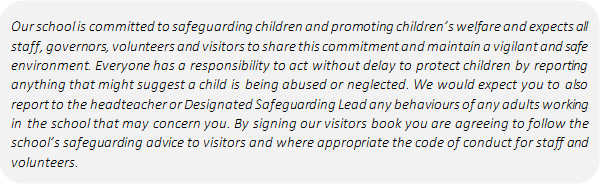 Our school is committed to safeguarding children and promoting children's welfare and expects all
staff, governors, volunteers and visitors to share this commitment and maintain a vigilant and safe
environment. Everyone has a responsibility to act without delay to protect children by reporting
anything that might suggest a child is being abused or neglected. We would expect you to also
report to the headteacher or Designated Safeguarding Lead any behaviours of any adults working
in the school that may concern you. By signing our visitors book you are agreeing to follow the
school's safeguarding advice to visitors and where appropriate the code of conduct for staff and
volunteers.